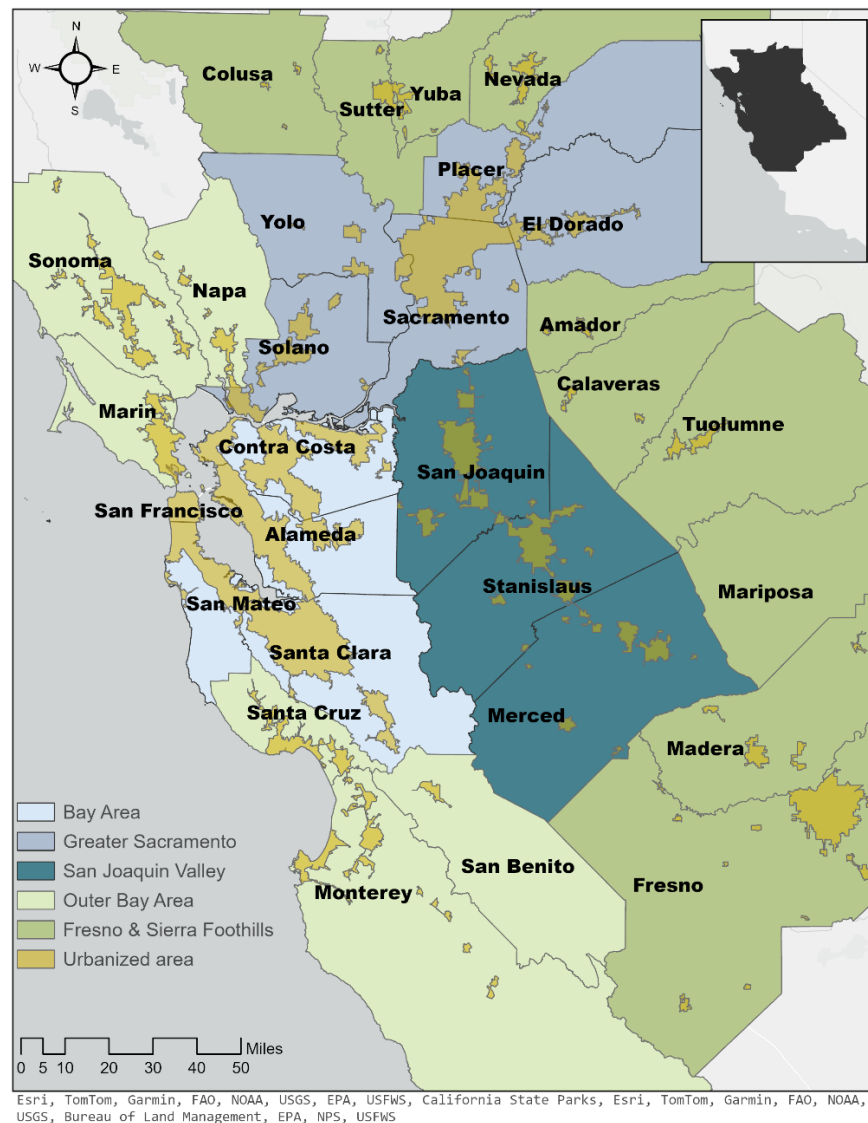 N
W E
S
Colusa
Sutter
Yuba
Nevada
Placer
Yolo
El Dorado
Sonoma
Napa
Sacramento
Amador
Solano
Calaveras
Marin
Tuolumne
Contra Costa
San Joaquin
San Francisco
Alameda
Stanislaus
Mariposa
San Mateo
Santa Clara
Santa Cruz
Merced
Madera
San Benito
Fresno
Monterey
Bay Area
Greater Sacramento
San Joaquin Valley
Outer Bay Area
Fresno & Sierra Foothills
Urbanized area
Miles
0 5 10 20 30 40 50
Esri, TomTom, Garmin, FAO, NOAA, USGS, EPA, USFWS, California State Parks, Esri, TomTom, Garmin, FAO, NOAA,
USGS, Bureau of Land Management, EPA, NPS, USFWS